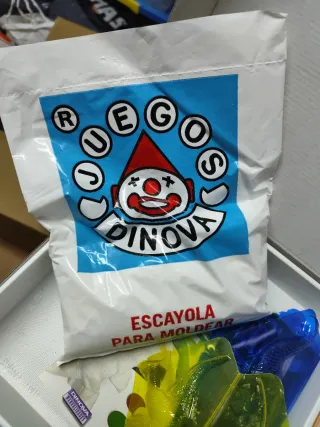 R JUEGOS
DINOVA
ESCAYOLA
PARA MOLDEAR